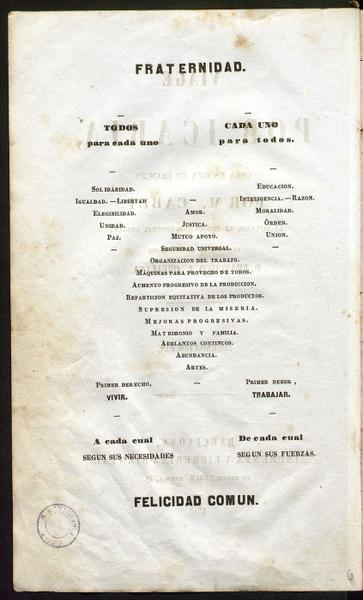 FRATERNIDAD.
TODOS
para cada uno
CADA UNO
para todos.
SOLIDARIDAD.
IGUALDAD. — LIBERTAD
ELEGIBILIDAD.
UNIDAD.
PAZ.
—
AMOR.
JUSTICIA.
MUTUO APOYO.
EDUCACION.
INTELIGENCIA. — RAZON.
MORALIDAD.
ÓRDEN.
UNION.
SEGURIDAD UNIVERSAL.
ORGANIZACION DEL TRABAJO.
MÁQUINAS PARA PROVECHO DE TODOS.
AUMENTO PROGRESIVO DE LA PRODUCCION.
REPARTICION EQUITATIVA DE LOS PRODUCTOS.
SUPRESION DE LA MISERIA.
MEJORAS PROGRESIVAS.
MATRIMONIO Y FAMILIA.
ADELANTOS CONTINUOS.
ABUNDANCIA.
ARTES.
PRIMER DERECHO,
VIVIR.
—
PRIMER DEBER,
TRABAJAR.
A cada cual
SEGUN SUS NECESIDADES
De cada cual
SEGUN SUS FUERZAS.
FELICIDAD COMUN.
6